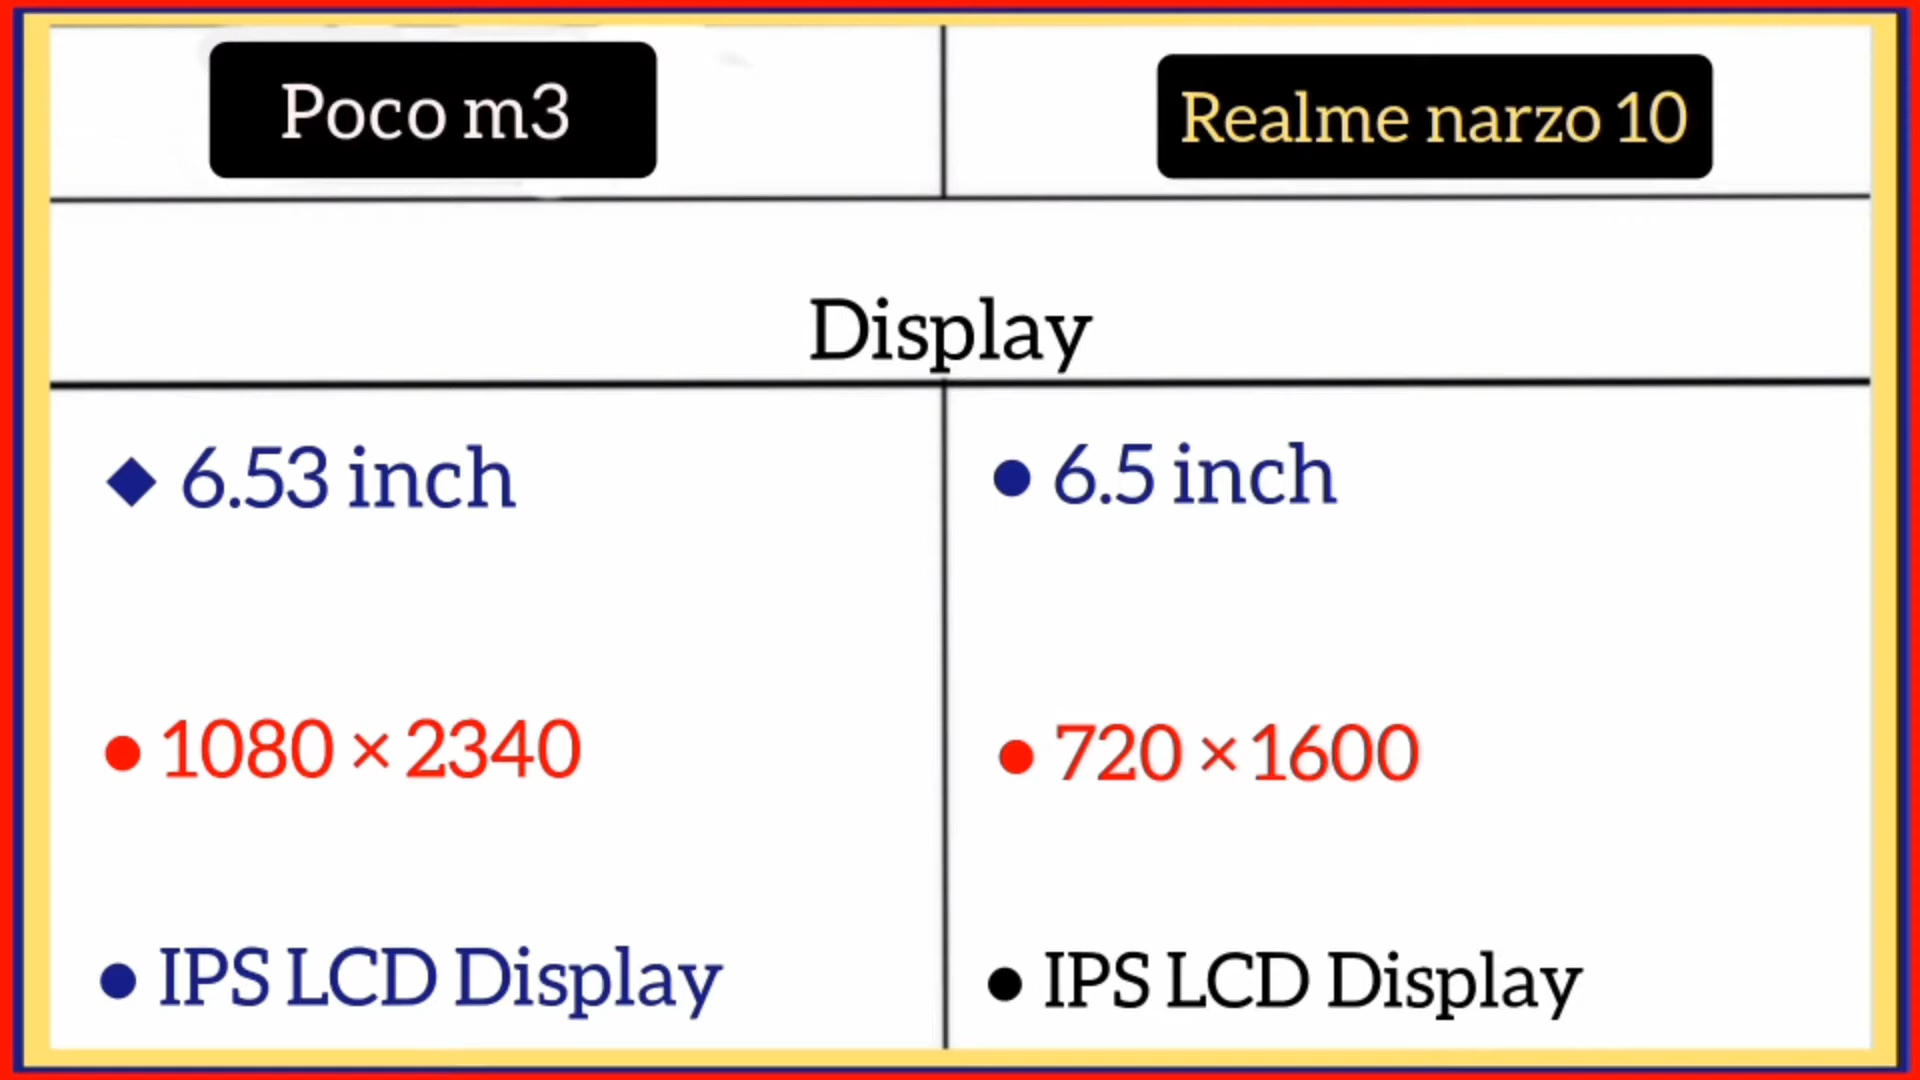 Poco m3
Realme narzo 10
Display
◆ 6.53 inch
● 6.5 inch
● 1080 × 2340
● 720 ×1600
● IPS LCD Display
● IPS LCD Display